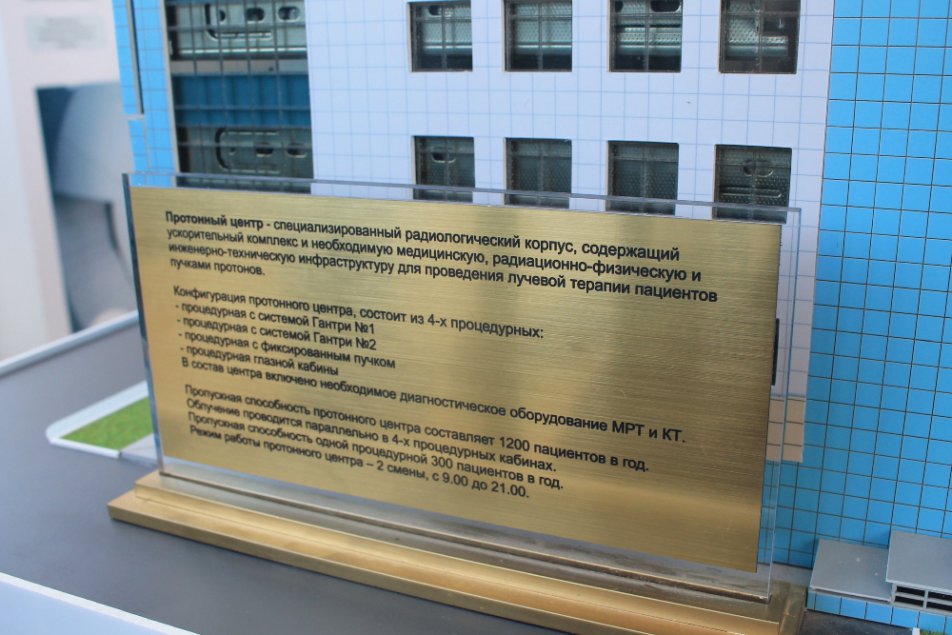 Протонный центр - специализированный радиологический корпус, содержащий
ускорительный комплекс и необходимую медицинскую, радиационно-физическую и
инженерно-техническую инфраструктуру для проведения лучевой терапии пациентов
пучками протонов.
Конфигурация протонного центра, состоит из 4-х процедурных:
- процедурная с системой Гантри №1
- процедурная с системой Гантри №2
- процедурная с фиксированным пучком
- процедурная глазной кабины
В состав центра включено необходимое диагностическое оборудование МРТ и КТ.
Пропускная способность протонного центра составляет 1200 пациентов в год.
Облучение проводится параллельно в 4-х процедурных кабинах.
Пропускная способность одной процедурной 300 пациентов в год.
Режим работы протонного центра – 2 смены, с 9.00 до 21.00.